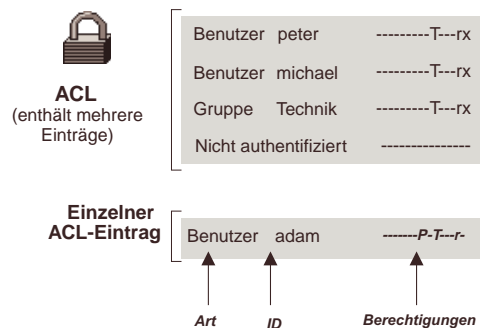 Benutzer peter ---------T---rx
Benutzer michael ---------T---rx
Gruppe Technik ---------T---rx
Nicht authentifiziert ---------------
ACL
(enthält mehrere
Einträge)
Einzelner
ACL-Eintrag
Benutzer adam -------P-T---r-
Art ID Berechtigungen